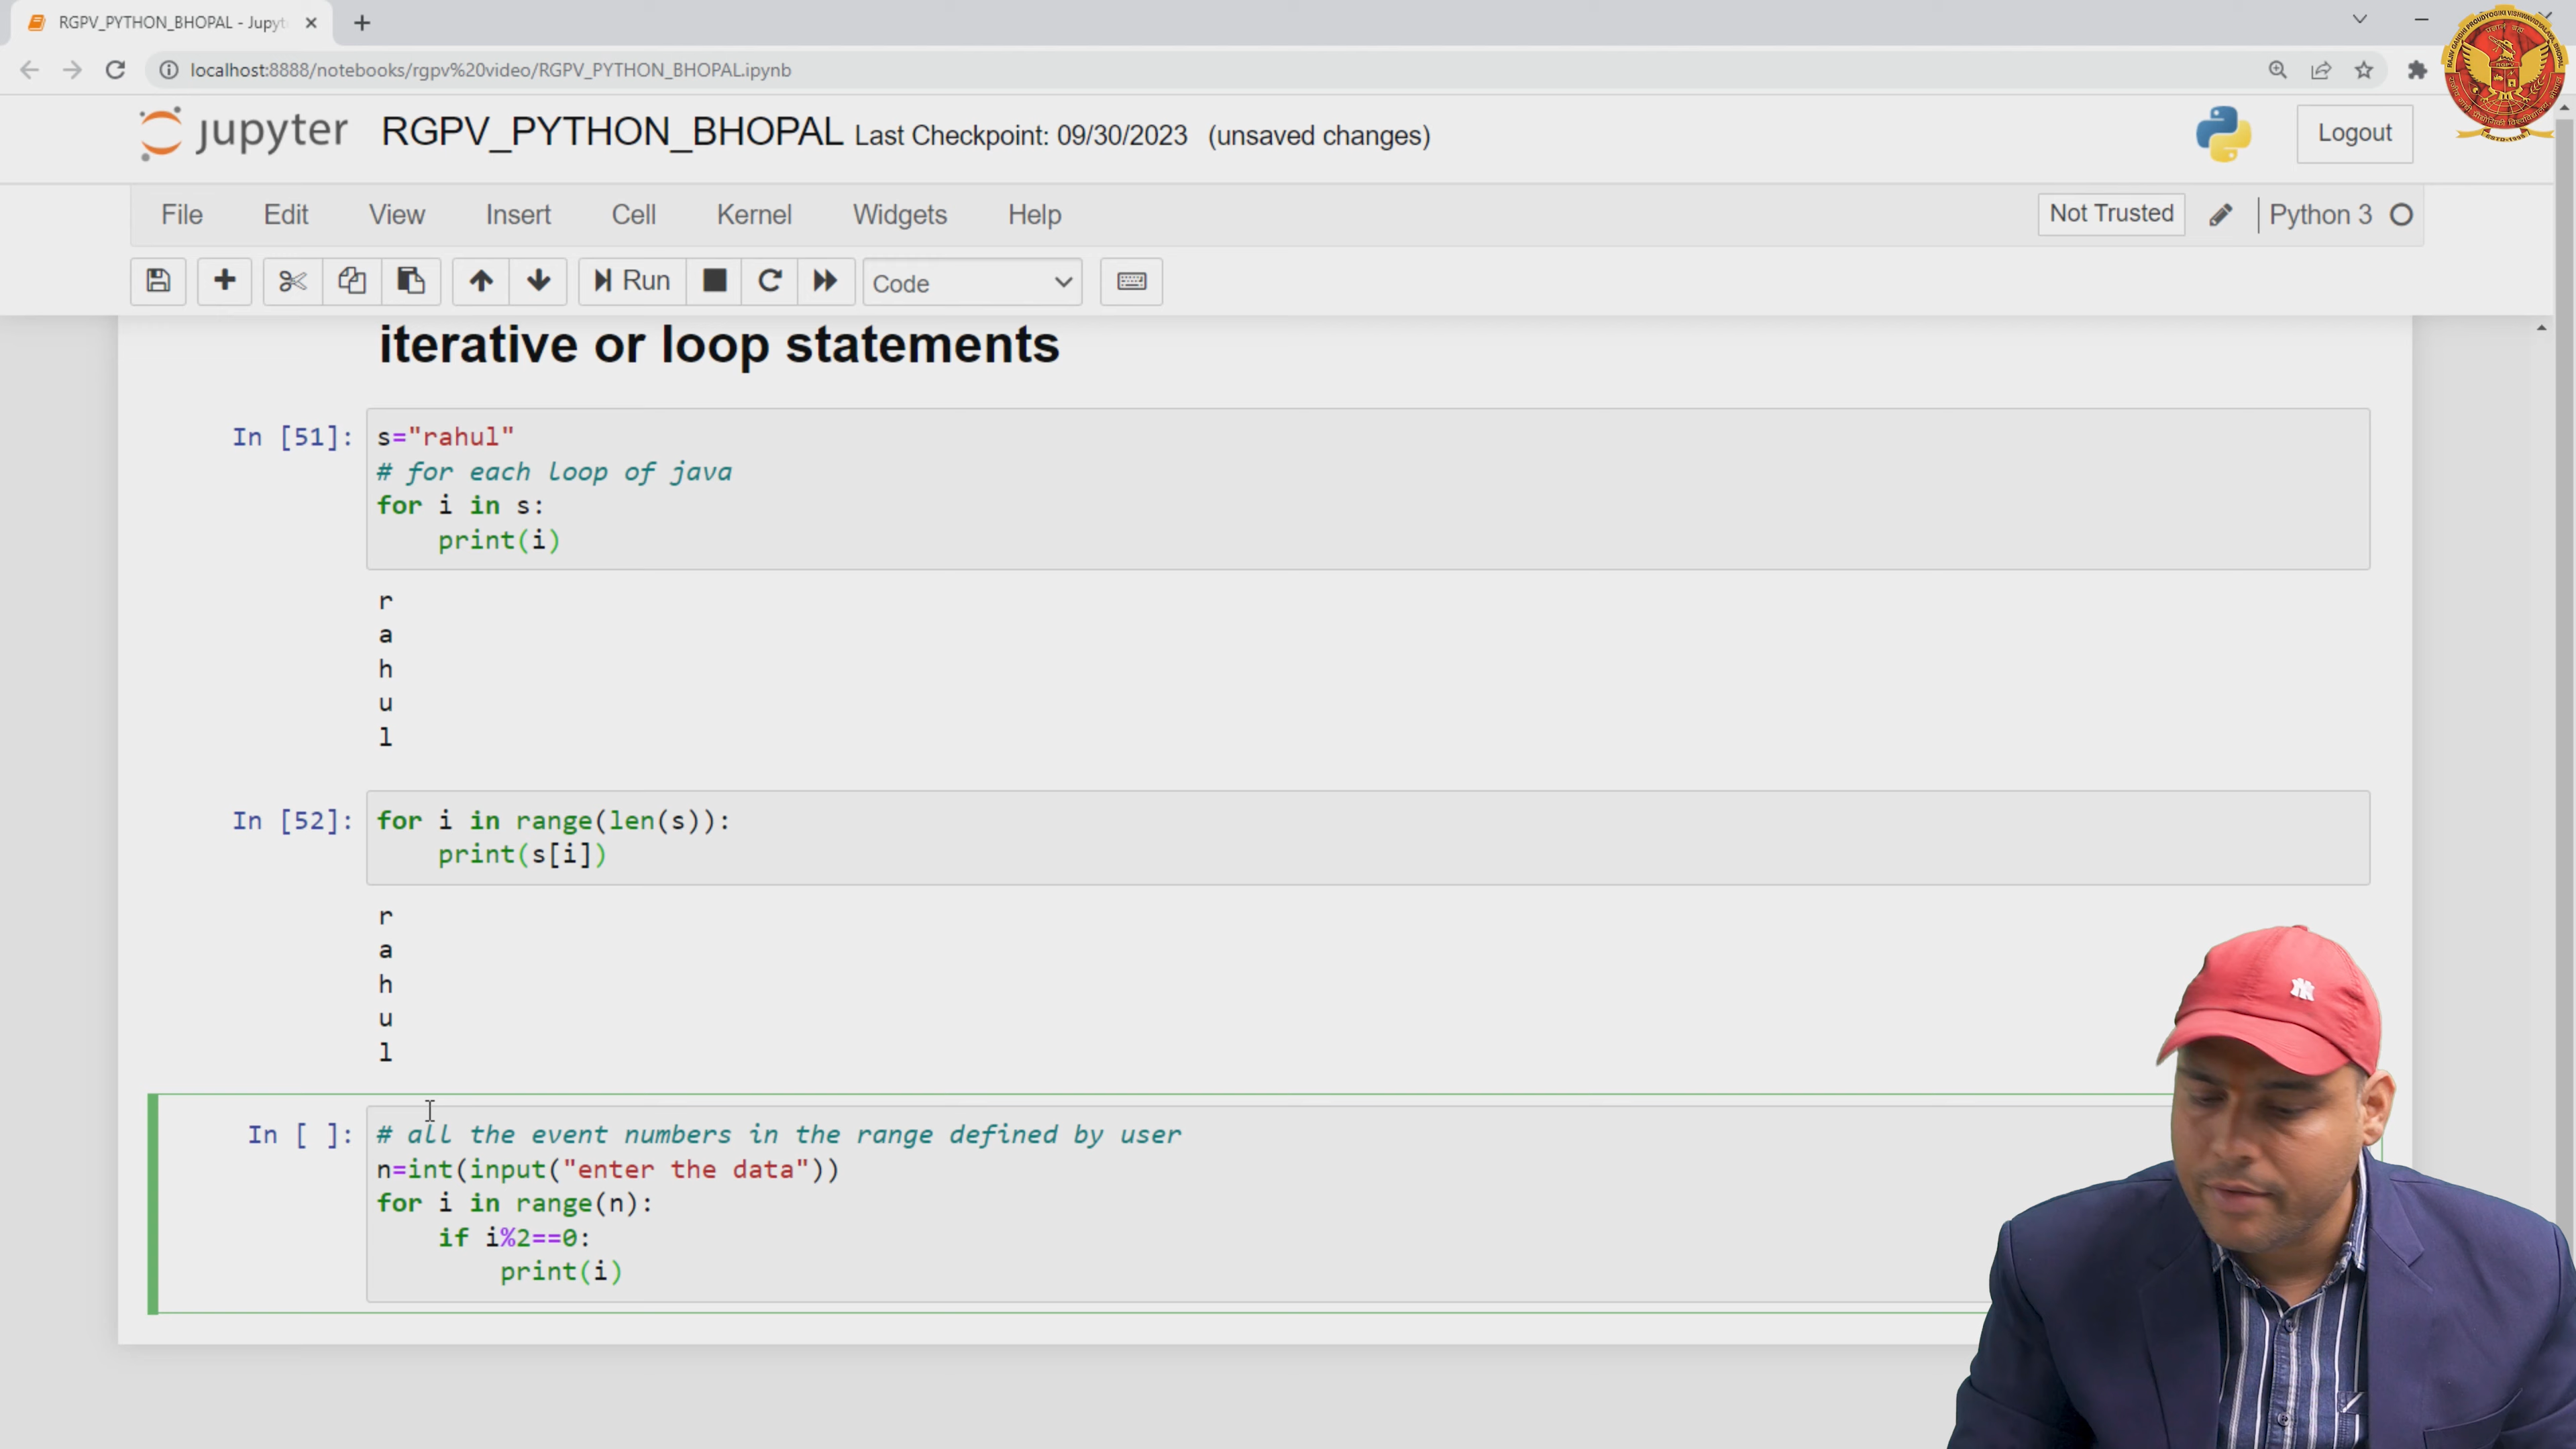 RGPV_PYTHON_BHOPAL - Jupyt
localhost:8888/notebooks/rgpv%20video/RGPV_PYTHON_BHOPAL.ipynb
jupyter RGPV_PYTHON_BHOPAL Last Checkpoint: 09/30/2023 (unsaved changes)
Logout
File Edit View Insert Cell Kernel Widgets Help
Not Trusted Python 3
Run Code
iterative or loop statements
In [51]: s="rahul"
# for each loop of java
for i in s:
print(i)
r
a
h
u
l
In [52]: for i in range(len(s)):
print(s[i])
r
a
h
u
l
In [ ]: # all the event numbers in the range defined by user
n=int(input("enter the data"))
for i in range(n):
if i%2==0:
print(i)